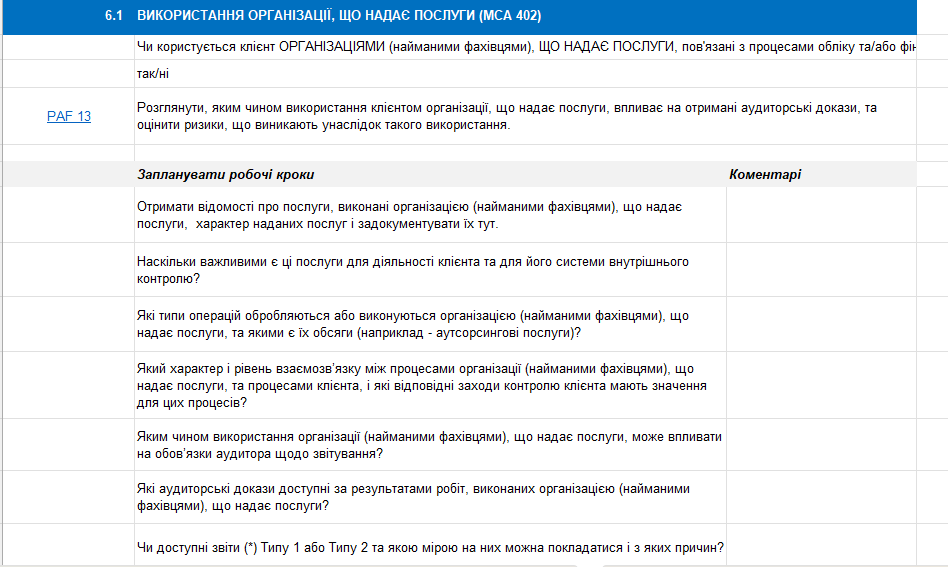 6.1 ВИКОРИСТАННЯ ОРГАНІЗАЦІЇ, ЩО НАДАЄ ПОСЛУГИ (МСА 402)
Чи користується клієнт ОРГАНІЗАЦІЯМИ (найманими фахівцями), ЩО НАДАЄ ПОСЛУГИ, пов'язані з процесами обліку та/або фін
так/ні
PAF 13
Розглянути, яким чином використання клієнтом організації, що надає послуги, впливає на отримані аудиторські докази, та
оцінити ризики, що виникають унаслідок такого використання.
Запланувати робочі кроки Коментарі
Отримати відомості про послуги, виконані організацією (найманими фахівцями), що надає
послуги, характер наданих послуг і задокументувати їх тут.
Наскільки важливими є ці послуги для діяльності клієнта та для його системи внутрішнього
контролю?
Які типи операцій обробляються або виконуються організацією (найманими фахівцями), що
надає послуги, та якими є їх обсяги (наприклад - аутсорсингові послуги)?
Який характер і рівень взаємозв’язку між процесами організації (найманими фахівцями), що
надає послуги, та процесами клієнта, і які відповідні заходи контролю клієнта мають значення
для цих процесів?
Яким чином використання організації (найманими фахівцями), що надає послуги, може впливати
на обов’язки аудитора щодо звітування?
Які аудиторські докази доступні за результатами робіт, виконаних організацією (найманими
фахівцями), що надає послуги?
Чи доступні звіти (*) Типу 1 або Типу 2 та якою мірою на них можна покладатися і з яких причин?